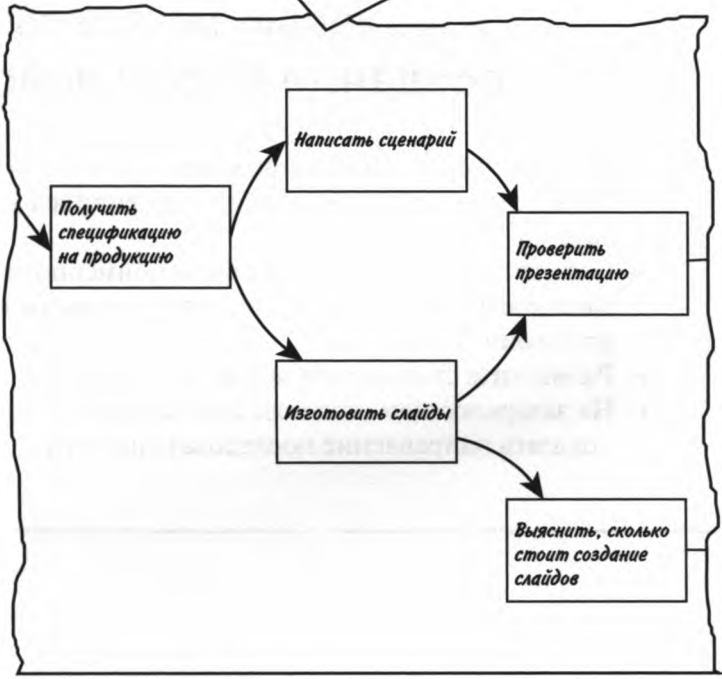 Написать сценарий
Получить
спецификацию
на продукцию
Проверить
презентацию
Изготовить слайды
Выяснить, сколько
стоит создание
слайдов